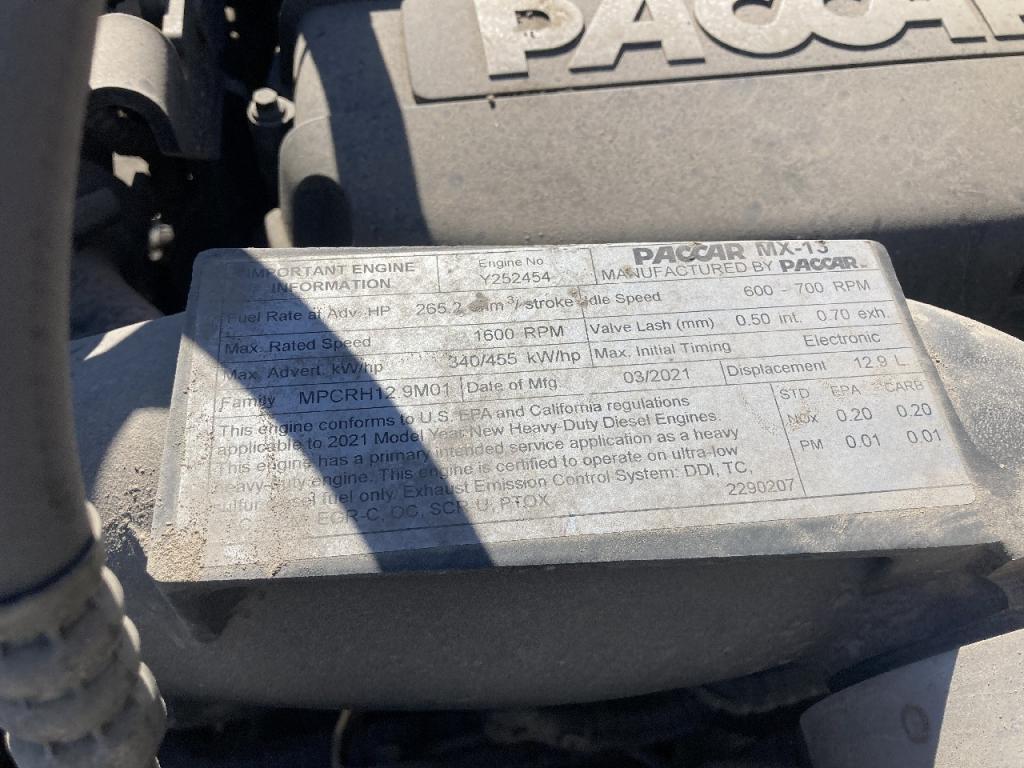 PACCAR
IMPORTANT ENGINE INFORMATION
Engine No Y252454
PACCAR MX-13
MANUFACTURED BY PACCAR
Fuel Rate at Adv. HP 265.2 mm³/ stroke
Idle Speed 600 - 700 RPM
Max. Rated Speed 1600 RPM
Valve Lash (mm) 0.50 int. 0.70 exh.
Max. Advert. kW/hp 340/455 kW/hp
Max. Initial Timing Electronic
Family MPCRH12.9M01
Date of Mfg 03/2021
Displacement 12.9 L
This engine conforms to U.S. EPA and California regulations
applicable to 2021 Model Year New Heavy-Duty Diesel Engines.
This engine has a primary intended service application as a heavy
heavy-duty engine. This engine is certified to operate on ultra-low
sulfur diesel fuel only. Exhaust Emission Control System: DDI, TC,
ECR-C, OC, SCR-U, PTOX
2290207
STD EPA CARB
NOx 0.20 0.20
PM 0.01 0.01